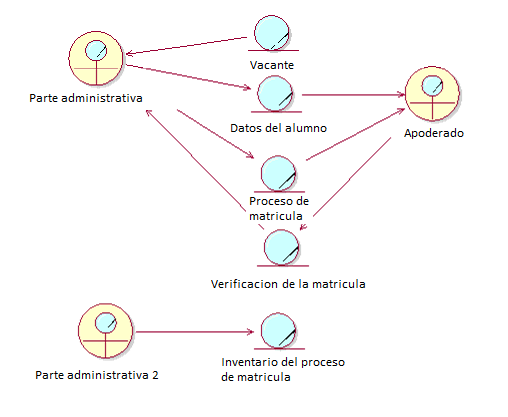 Vacante
Parte administrativa
Datos del alumno
Apoderado
Proceso de
matricula
Verificacion de la matricula
Inventario del proceso
de matricula
Parte administrativa 2